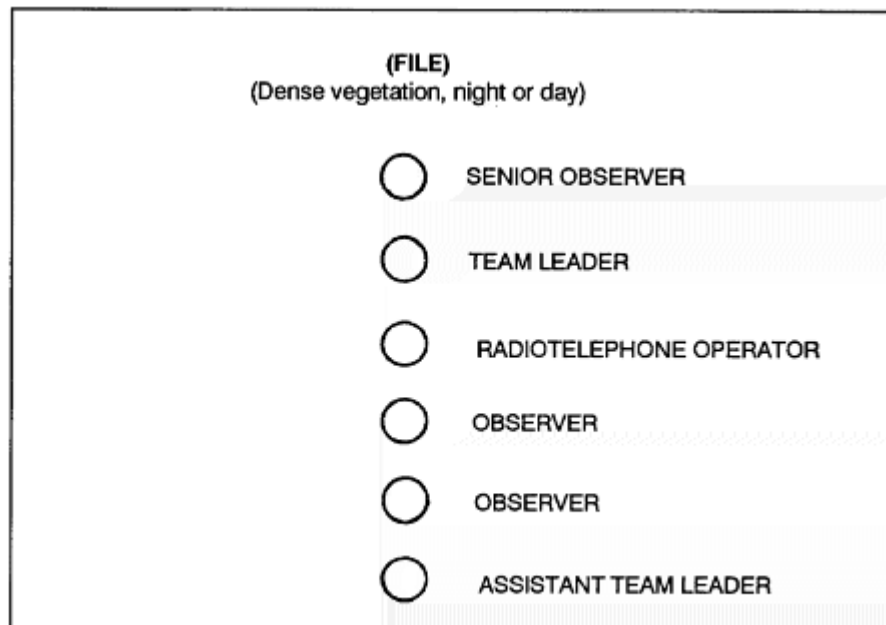 (FILE)
(Dense vegetation, night or day)
SENIOR OBSERVER
TEAM LEADER
RADIOTELEPHONE OPERATOR
OBSERVER
OBSERVER
ASSISTANT TEAM LEADER